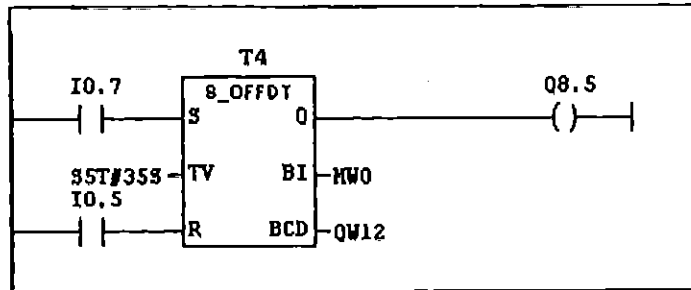 T4
I0.7
S_OFFDT
Q8.5
S
Q
S5T#35S
TV
BI
MW0
I0.5
R
BCD
QW12